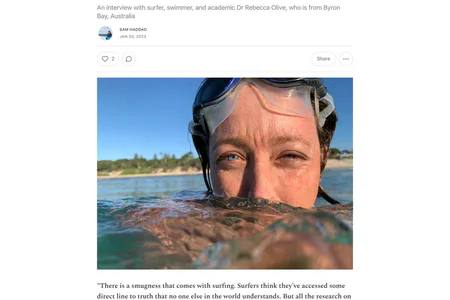 An interview with surfer, swimmer, and academic Dr Rebecca Olive, who is from Byron
Bay, Australia
SAM HADDAD
JAN 20, 2023
2
Share
"There is a smugness that comes with surfing. Surfers think they've accessed some
direct line to truth that no one else in the world understands. But all the research on